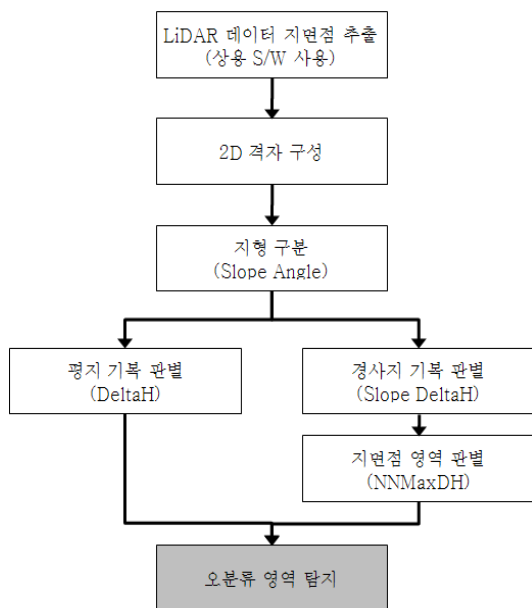 LiDAR 데이터 지면점 추출
(상용 S/W 사용)
2D 격자 구성
지형 구분
(Slope Angle)
평지 기복 판별
(DeltaH)
경사지 기복 판별
(Slope DeltaH)
지면점 영역 판별
(NNMaxDH)
오분류 영역 탐지